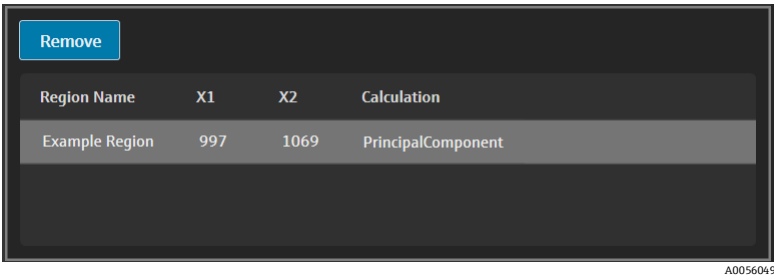 Remove
Region Name X1 X2 Calculation
Example Region 997 1069 PrincipalComponent
A0056049